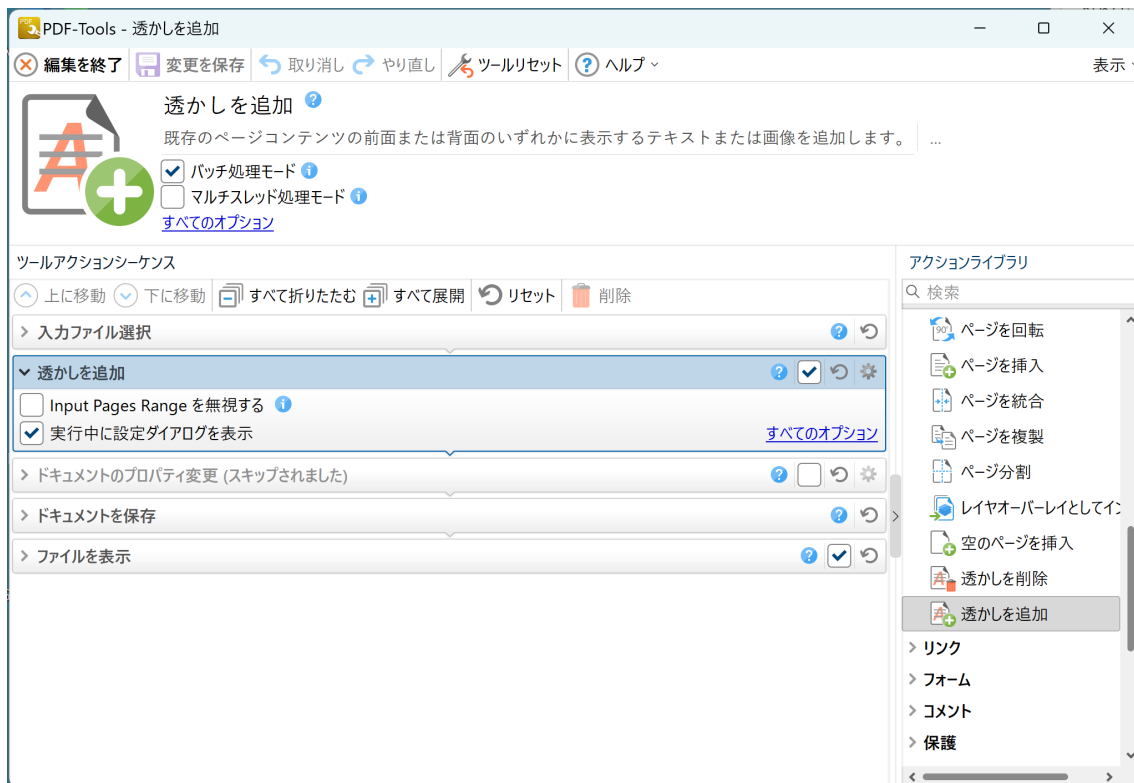 PDF-Tools - 透かしを追加
編集を終了 変更を保存 取り消し やり直し ツールリセット ? ヘルプ 表示
透かしを追加 ?
既存のページコンテンツの前面または背面のいずれかに表示するテキストまたは画像を追加します。 ...
バッチ処理モード
マルチスレッド処理モード
すべてのオプション
ツールアクションシーケンス
上に移動 下に移動 すべて折りたたむ すべて展開 リセット 削除
入力ファイル選択 ?
透かしを追加 ?
Input Pages Range を無視する
実行中に設定ダイアログを表示 すべてのオプション
ドキュメントのプロパティ変更 (スキップされました) ?
ドキュメントを保存 ?
ファイルを表示 ?
アクションライブラリ
検索
90° ページを回転
ページを挿入
ページを統合
ページを複製
ページ分割
レイヤオーバーレイとしてイン
空のページを挿入
透かしを削除
透かしを追加
リンク
フォーム
コメント
保護